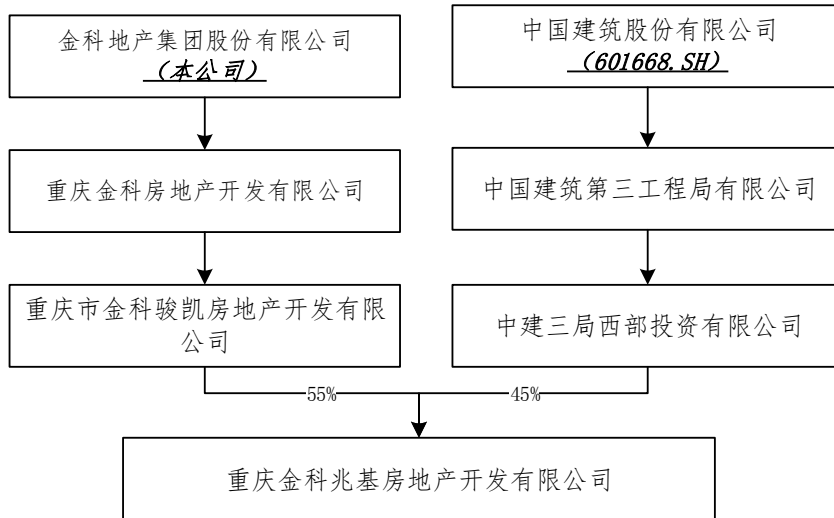 金科地产集团股份有限公司
（本公司）
中国建筑股份有限公司
（601668.SH）
重庆金科房地产开发有限公司
中国建筑第三工程局有限公司
重庆市金科骏凯房地产开发有限
公司
中建三局西部投资有限公司
55%
45%
重庆金科兆基房地产开发有限公司